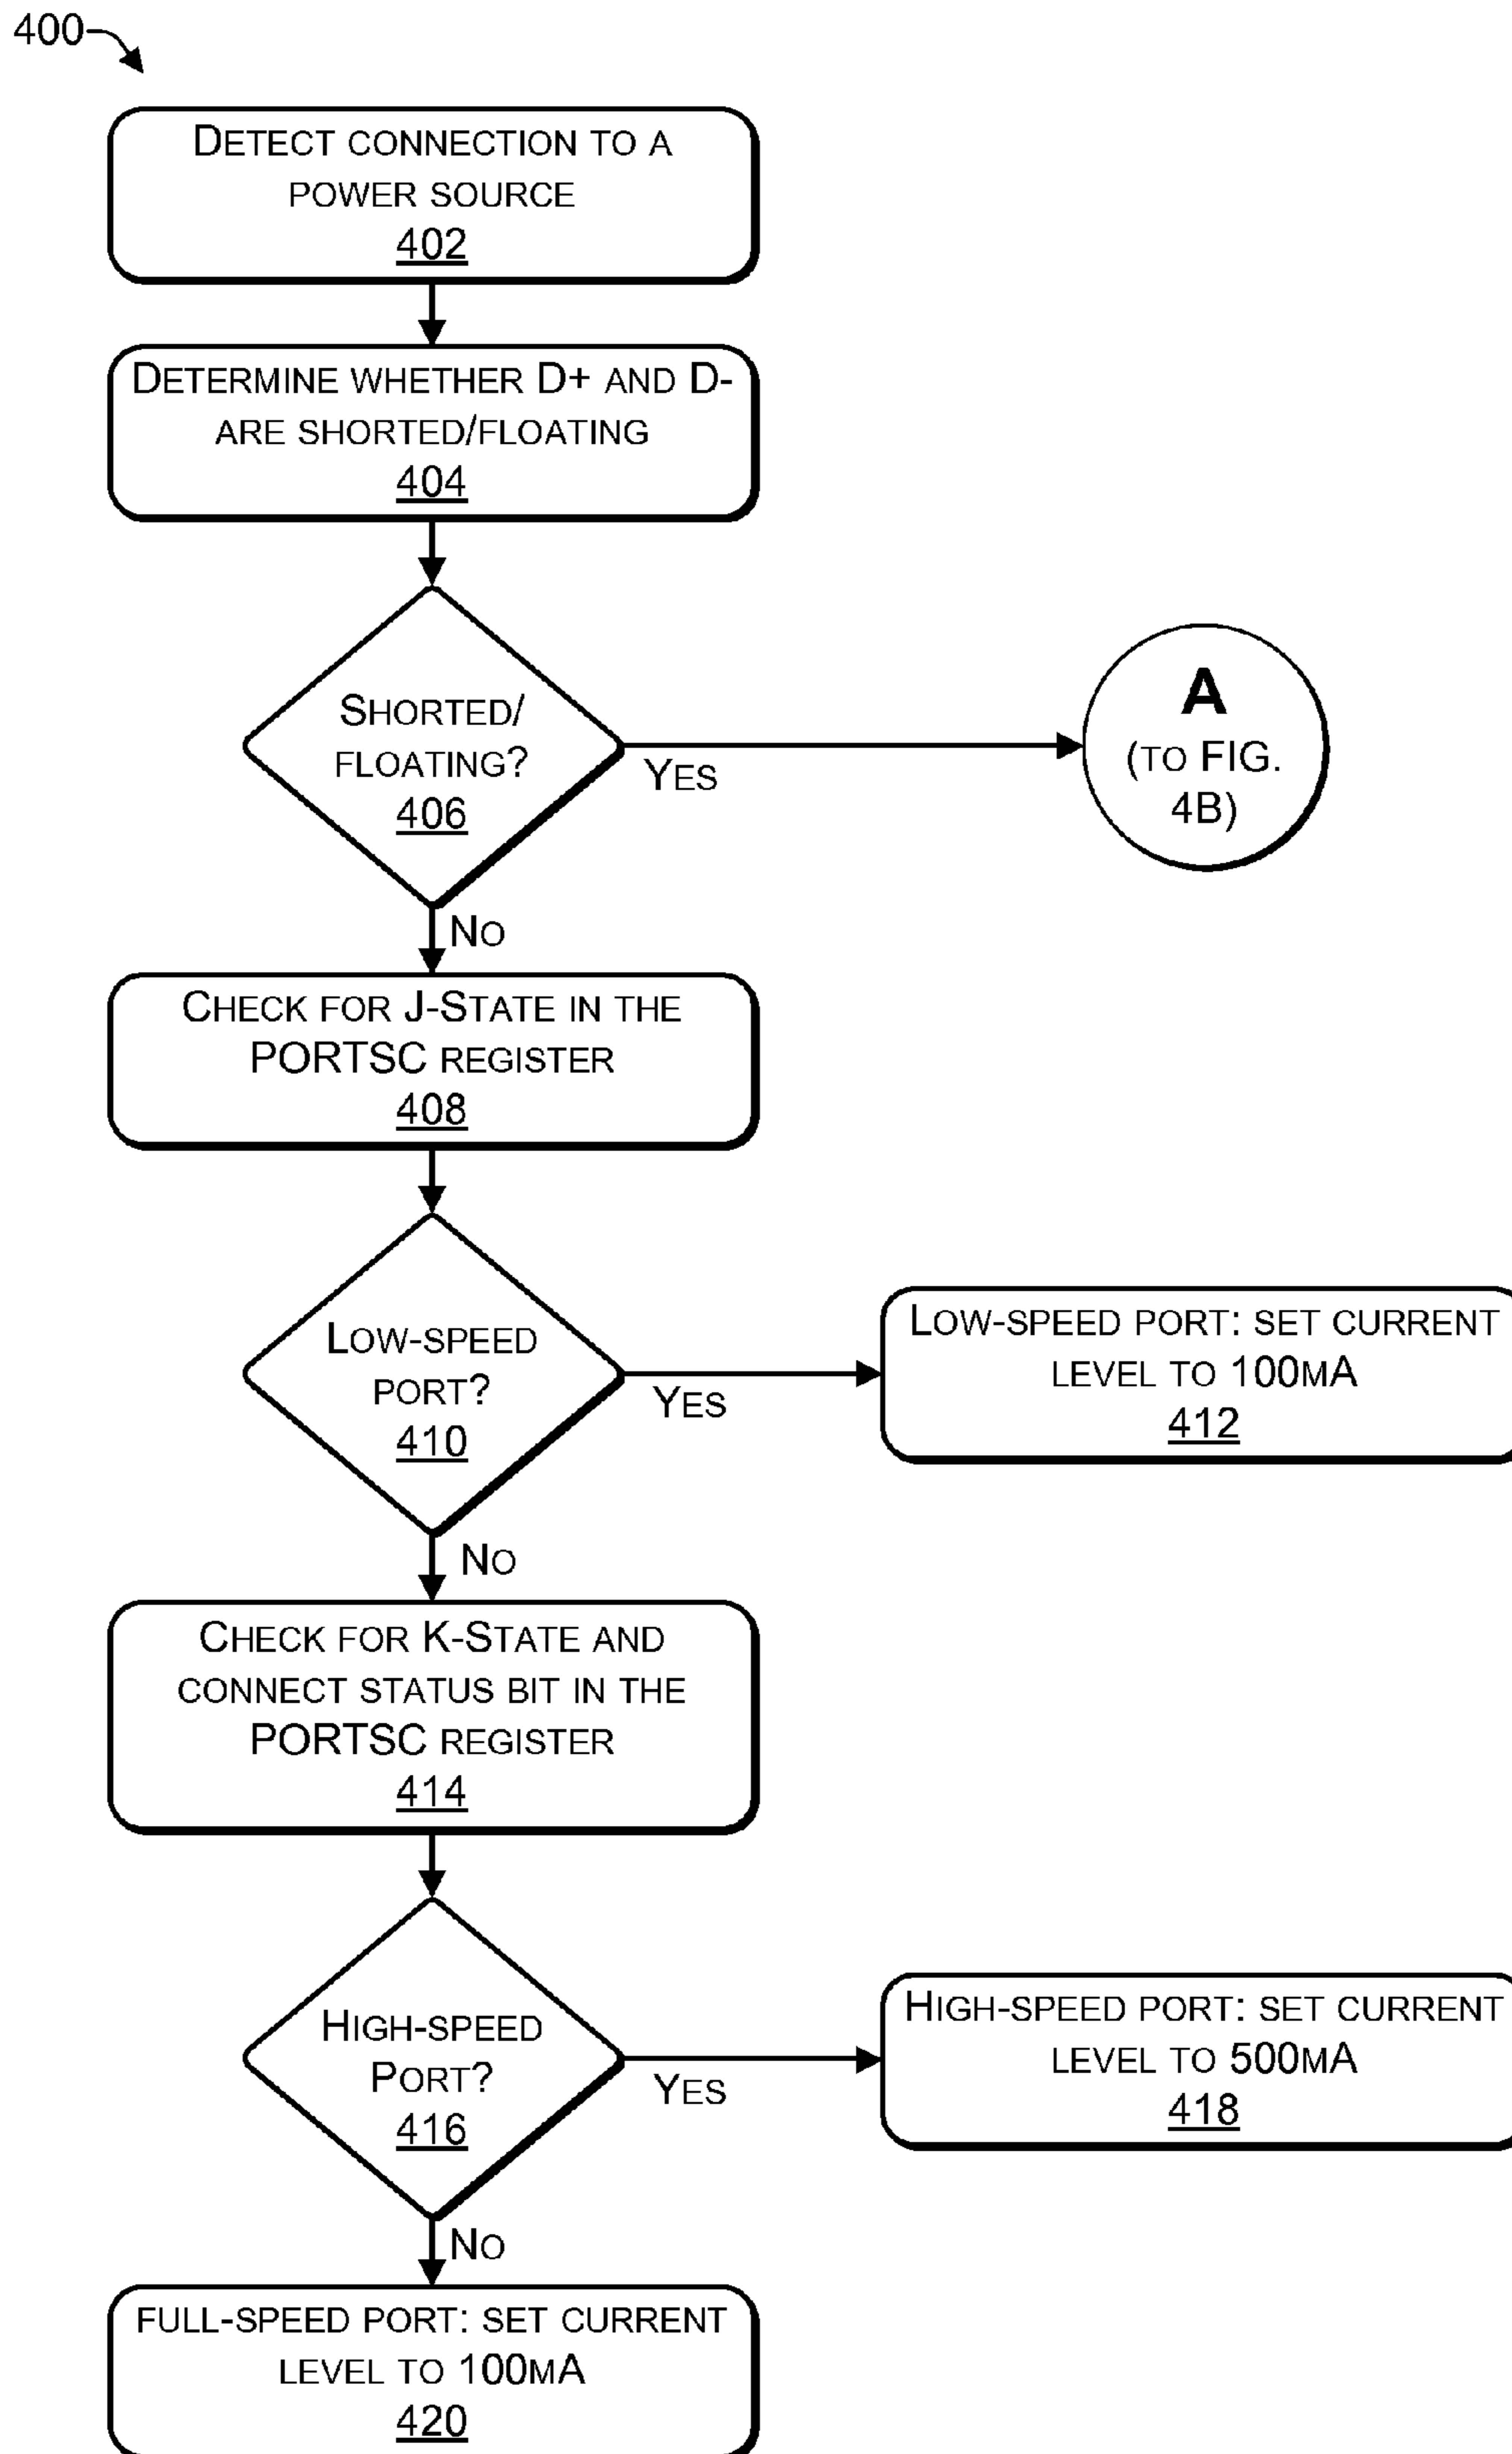 400
DETECT CONNECTION TO A
POWER SOURCE
402
DETERMINE WHETHER D+ AND D-
ARE SHORTED/FLOATING
404
SHORTED/
FLOATING?
406
YES
A
(TO FIG.
4B)
NO
CHECK FOR J-STATE IN THE
PORTSC REGISTER
408
LOW-SPEED
PORT?
410
YES
LOW-SPEED PORT: SET CURRENT
LEVEL TO 100MA
412
NO
CHECK FOR K-STATE AND
CONNECT STATUS BIT IN THE
PORTSC REGISTER
414
HIGH-SPEED
PORT?
416
YES
HIGH-SPEED PORT: SET CURRENT
LEVEL TO 500MA
418
NO
FULL-SPEED PORT: SET CURRENT
LEVEL TO 100MA
420